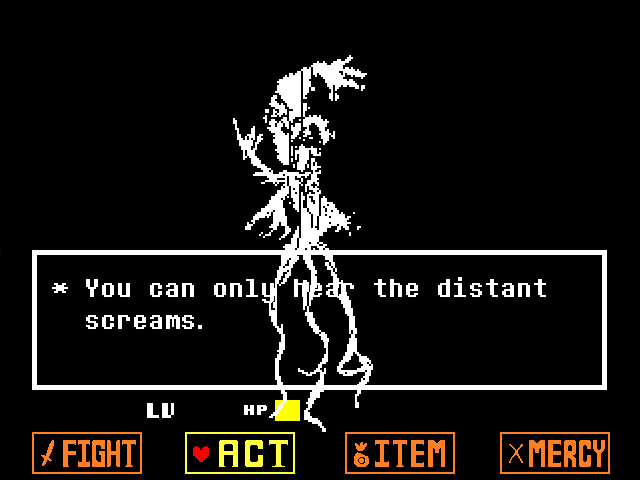 * You can only hear the distant
screams.
LV HP
FIGHT ACT ITEM MERCY